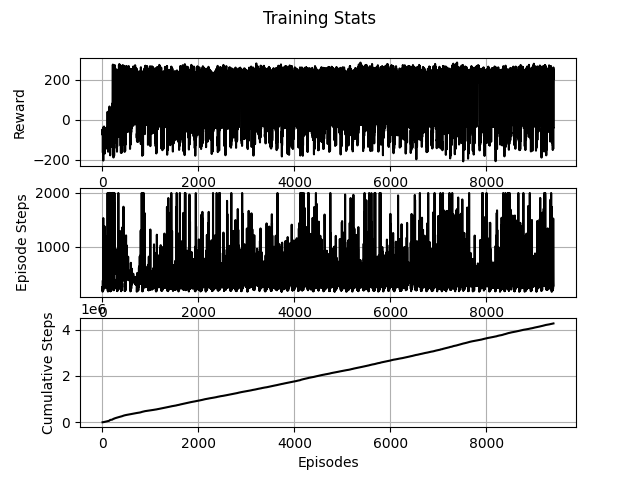 Training Stats
200
0
−200
Reward
0 2000 4000 6000 8000
2000
1000
Episode Steps
0 2000 4000 6000 8000
1e6
4
2
0
Cumulative Steps
0 2000 4000 6000 8000
Episodes